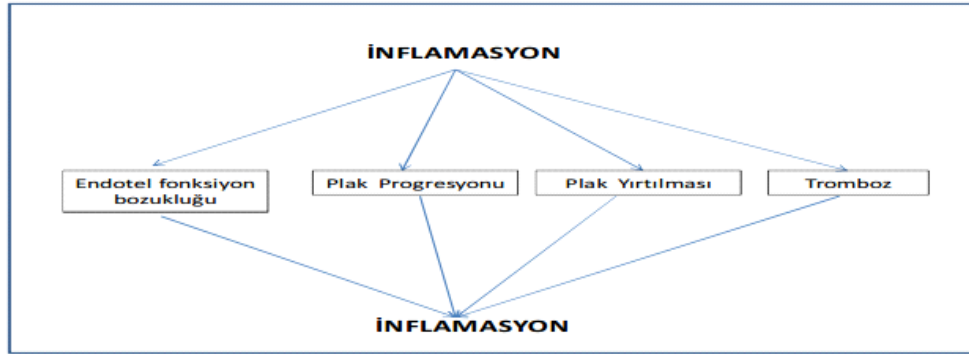 İNFLAMASYON
Endotel fonksiyon
bozukluğu
Plak Progresyonu
Plak Yırtılması
Tromboz
İNFLAMASYON